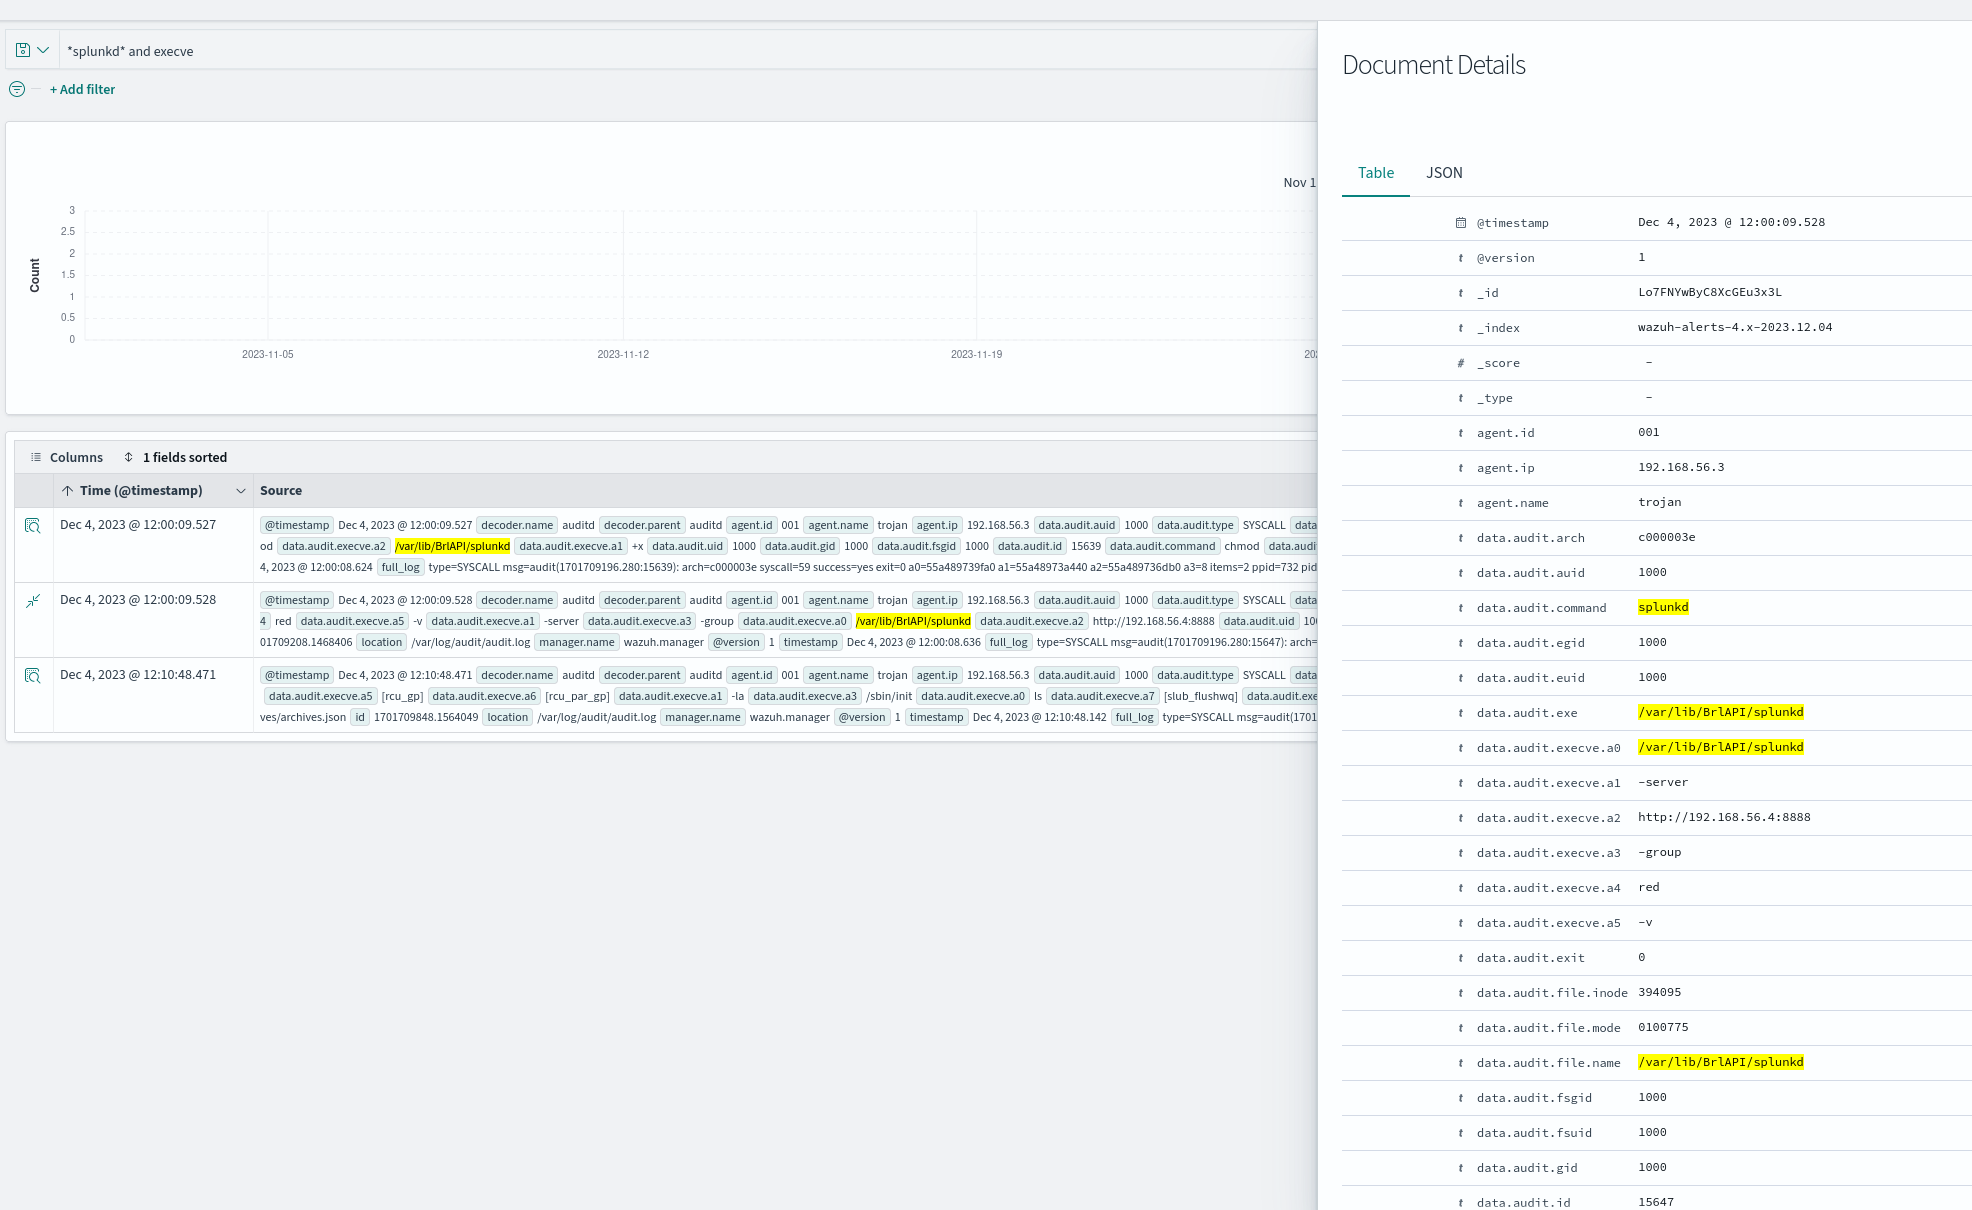 *splunkd* and execve
+ Add filter
Nov 1
Count
3
2.5
2
1.5
1
0.5
0
2023-11-05
2023-11-12
2023-11-19
Columns
1 fields sorted
Time (@timestamp)
Source
Dec 4, 2023 @ 12:00:09.527
@timestamp Dec 4, 2023 @ 12:00:09.527 decoder.name auditd decoder.parent auditd agent.id 001 agent.name trojan agent.ip 192.168.56.3 data.audit.auid 1000 data.audit.type SYSCALL data
od data.audit.execve.a2 /var/lib/BrlAPI/splunkd data.audit.execve.a1 +x data.audit.uid 1000 data.audit.gid 1000 data.audit.fsgid 1000 data.audit.id 15639 data.audit.command chmod data.audi
4, 2023 @ 12:00:08.624 full_log type=SYSCALL msg=audit(1701709196.280:15639): arch=c000003e syscall=59 success=yes exit=0 a0=55a489739fa0 a1=55a48973a440 a2=55a489736db0 a3=8 items=2 ppid=732 pid
Dec 4, 2023 @ 12:00:09.528
@timestamp Dec 4, 2023 @ 12:00:09.528 decoder.name auditd decoder.parent auditd agent.id 001 agent.name trojan agent.ip 192.168.56.3 data.audit.auid 1000 data.audit.type SYSCALL data
4 red data.audit.execve.a5 -v data.audit.execve.a1 -server data.audit.execve.a3 -group data.audit.execve.a0 /var/lib/BrlAPI/splunkd data.audit.execve.a2 http://192.168.56.4:8888 data.audit.uid 10
01709208.1468406 location /var/log/audit/audit.log manager.name wazuh.manager @version 1 timestamp Dec 4, 2023 @ 12:00:08.636 full_log type=SYSCALL msg=audit(1701709196.280:15647): arch=
Dec 4, 2023 @ 12:10:48.471
@timestamp Dec 4, 2023 @ 12:10:48.471 decoder.name auditd decoder.parent auditd agent.id 001 agent.name trojan agent.ip 192.168.56.3 data.audit.auid 1000 data.audit.type SYSCALL data
data.audit.execve.a5 [rcu_gp] data.audit.execve.a6 [rcu_par_gp] data.audit.execve.a1 -la data.audit.execve.a3 /sbin/init data.audit.execve.a0 ls data.audit.execve.a7 [slub_flushwq] data.audit.exe
ves/archives.json id 1701709848.1564049 location /var/log/audit/audit.log manager.name wazuh.manager @version 1 timestamp Dec 4, 2023 @ 12:10:48.142 full_log type=SYSCALL msg=audit(1701
Document Details
Table JSON
@timestamp Dec 4, 2023 @ 12:00:09.528
t @version 1
t _id Lo7FNYwByC8XcGEu3x3L
t _index wazuh-alerts-4.x-2023.12.04
# _score -
t _type -
t agent.id 001
t agent.ip 192.168.56.3
t agent.name trojan
t data.audit.arch c000003e
t data.audit.auid 1000
t data.audit.command splunkd
t data.audit.egid 1000
t data.audit.euid 1000
t data.audit.exe /var/lib/BrlAPI/splunkd
t data.audit.execve.a0 /var/lib/BrlAPI/splunkd
t data.audit.execve.a1 -server
t data.audit.execve.a2 http://192.168.56.4:8888
t data.audit.execve.a3 -group
t data.audit.execve.a4 red
t data.audit.execve.a5 -v
t data.audit.exit 0
t data.audit.file.inode 394095
t data.audit.file.mode 0100775
t data.audit.file.name /var/lib/BrlAPI/splunkd
t data.audit.fsgid 1000
t data.audit.fsuid 1000
t data.audit.gid 1000
t data.audit.id 15647